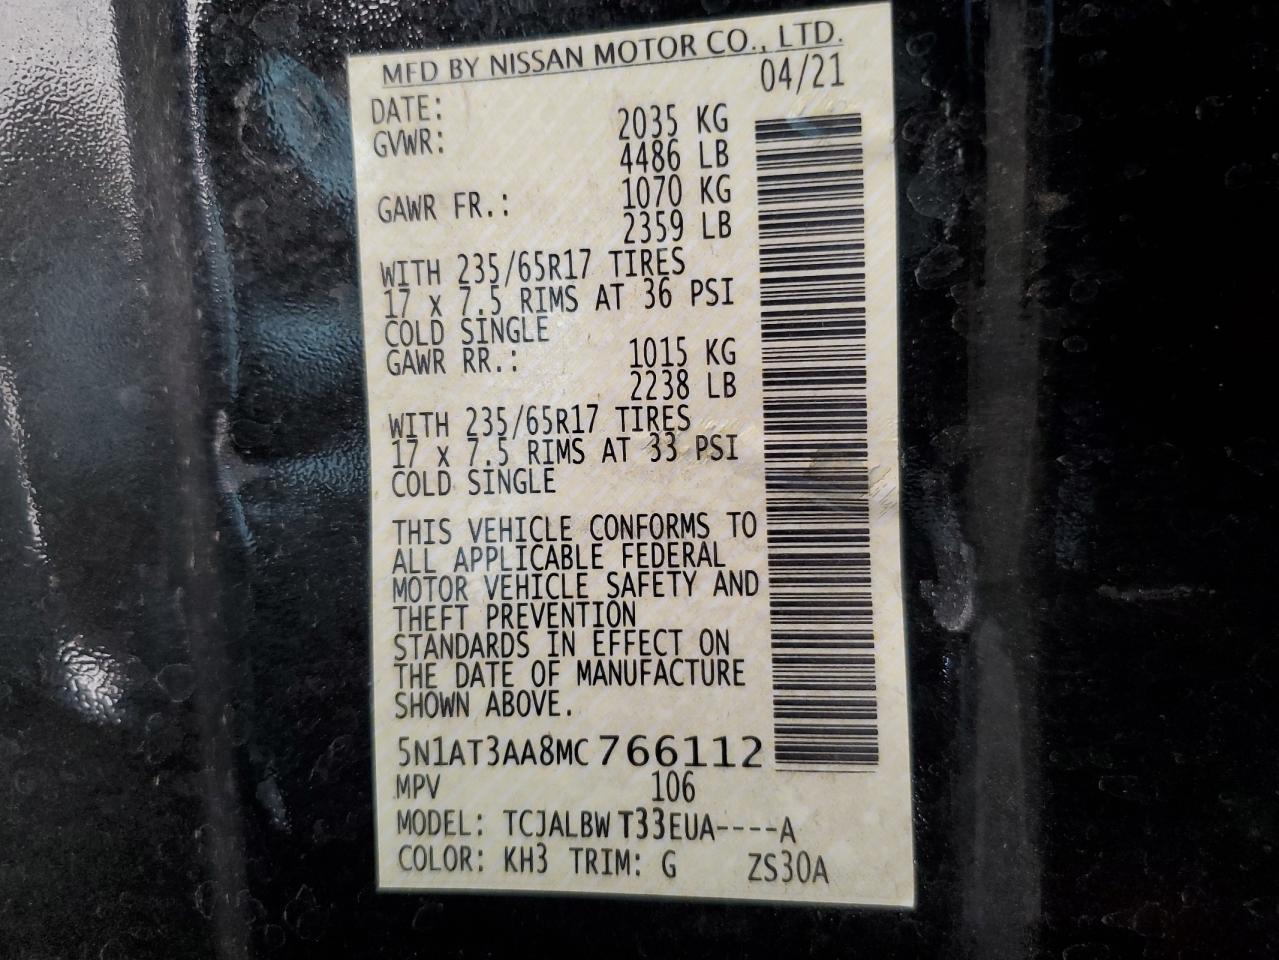 MFD BY NISSAN MOTOR CO., LTD.
DATE: 04/21
GVWR: 2035 KG
4486 LB
GAWR FR.: 1070 KG
2359 LB
WITH 235/65R17 TIRES
17 x 7.5 RIMS AT 36 PSI
COLD SINGLE
GAWR RR.: 1015 KG
2238 LB
WITH 235/65R17 TIRES
17 x 7.5 RIMS AT 33 PSI
COLD SINGLE
THIS VEHICLE CONFORMS TO
ALL APPLICABLE FEDERAL
MOTOR VEHICLE SAFETY AND
THEFT PREVENTION
STANDARDS IN EFFECT ON
THE DATE OF MANUFACTURE
SHOWN ABOVE.
5N1AT3AA8MC766112
MPV 106
MODEL: TCJALBWT33EUA----A
COLOR: KH3 TRIM: G ZS30A